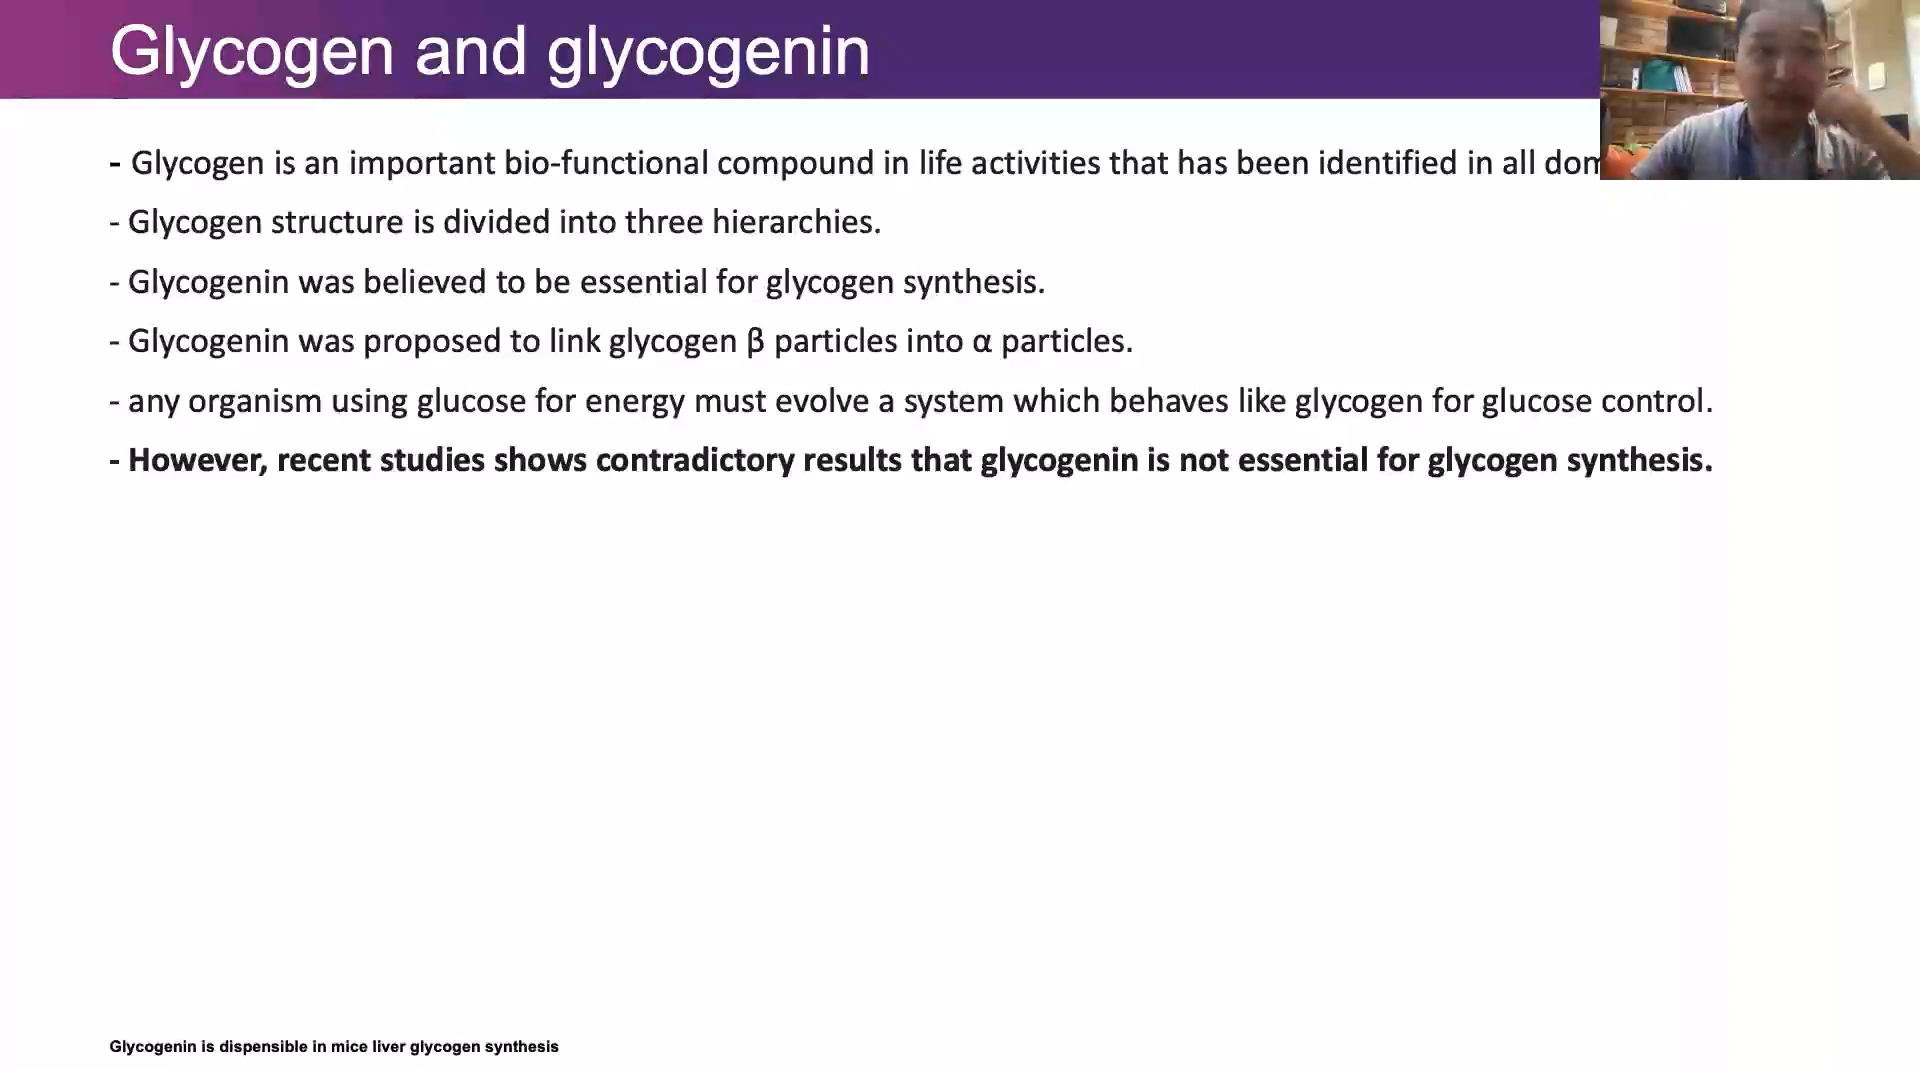 Glycogen and glycogenin
- Glycogen is an important bio-functional compound in life activities that has been identified in all
- Glycogen structure is divided into three hierarchies.
- Glycogenin was believed to be essential for glycogen synthesis.
- Glycogenin was proposed to link glycogen β particles into α particles.
- any organism using glucose for energy must evolve a system which behaves like glycogen for glucose control.
- However, recent studies shows contradictory results that glycogenin is not essential for glycogen synthesis.
Glycogenin is dispensible in mice liver glycogen synthesis